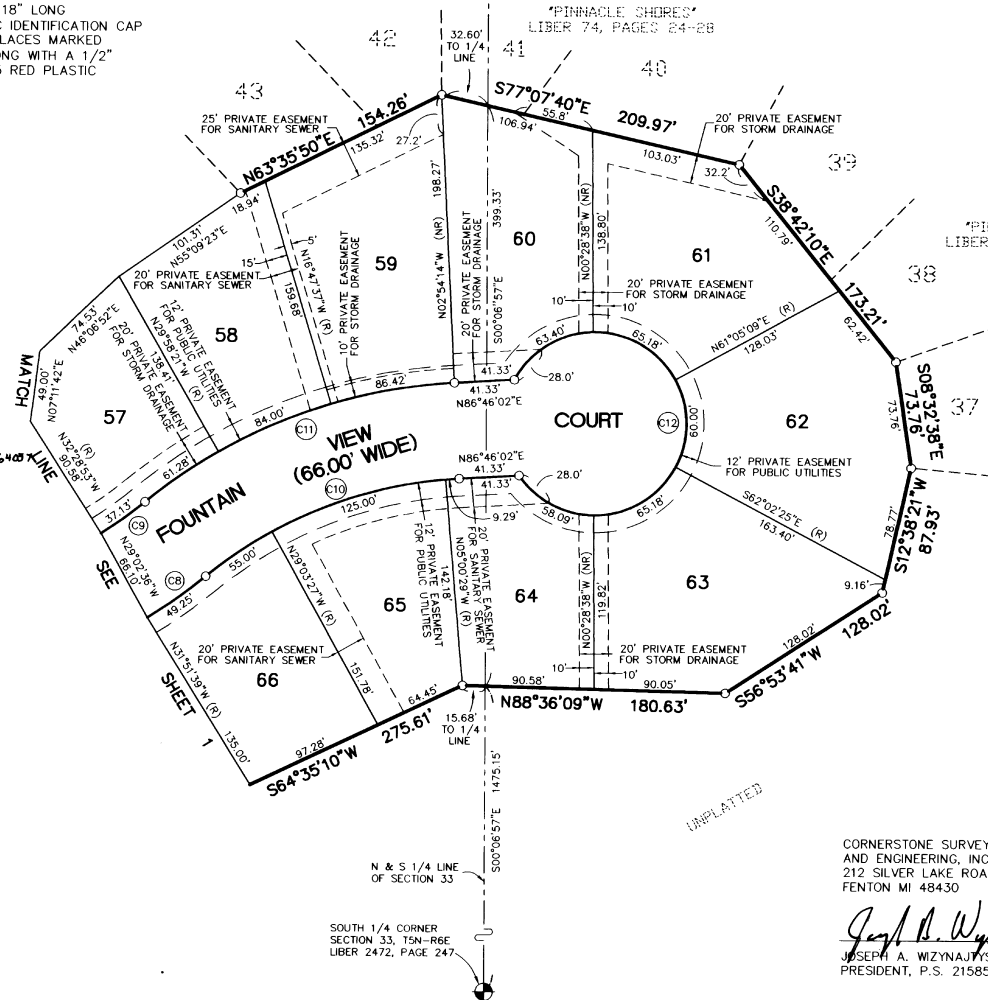 18" LONG
C IDENTIFICATION CAP
LACES MARKED
ONG WITH A 1/2"
RED PLASTIC
"PINNACLE SHORES"
LIBER 74, PAGES 24-28
32.60'
TO 1/4
LINE
42
41
40
43
39
38
37
25' PRIVATE EASEMENT
FOR SANITARY SEWER
N63°35'50"E
154.26'
135.32'
27.2'
18.94'
S77°07'40"E
55.8'
106.94'
209.97'
103.03'
32.2'
20' PRIVATE EASEMENT
FOR STORM DRAINAGE
S38°42'10"E
110.79'
173.21'
62.42'
LIBER
101.31'
N55°09'23"E
74.53'
N46°06'52"E
49.00'
N07°11'42"E
MATCH
LINE
57
N32°28'53"W
(R)
90.58'
20' PRIVATE EASEMENT
FOR STORM DRAINAGE
138.41'
N29°58'21"W (R)
12' PRIVATE EASEMENT
FOR PUBLIC UTILITIES
58
20' PRIVATE EASEMENT
FOR SANITARY SEWER
15'
5'
N16°47'37"W (R)
159.68'
10' PRIVATE EASEMENT
FOR STORM DRAINAGE
59
N02°54'14"W (NR)
198.27'
20' PRIVATE EASEMENT
FOR STORM DRAINAGE
S00°06'57"E
399.33'
60
N00°28'38"W (NR)
138.80'
61
20' PRIVATE EASEMENT
FOR STORM DRAINAGE
10'
10'
N61°05'09"E (R)
128.03'
63.40'
65.18'
28.0'
86.42'
41.33'
41.33'
N86°46'02"E
84.00'
C11
61.28'
37.13'
C9
VIEW
(66.00' WIDE)
FOUNTAIN
COURT
C12
60.00'
62
S08°32'38"E
73.76'
73.76'
12' PRIVATE EASEMENT
FOR PUBLIC UTILITIES
N86°46'02"E
41.33'
41.33'
9.29'
28.0'
58.09'
65.18'
S62°02'25"E (R)
163.40'
S12°38'21"W
87.93'
78.77'
9.16'
C10
125.00'
55.00'
C8
49.25'
N29°02'36"W
66.10'
SEE
SHEET
1
N31°51'39"W (R)
135.00'
66
20' PRIVATE EASEMENT
FOR SANITARY SEWER
N29°03'27"W (R)
151.78'
65
12' PRIVATE EASEMENT
FOR PUBLIC UTILITIES
142.18'
N05°00'29"W (R)
20' PRIVATE EASEMENT
FOR SANITARY SEWER
64
N00°28'38"W (NR)
119.82'
63
20' PRIVATE EASEMENT
FOR STORM DRAINAGE
10'
10'
128.02'
128.02'
S56°53'41"W
90.58'
90.05'
N88°36'09"W
180.63'
64.45'
275.61'
97.28'
S64°35'10"W
15.68'
TO 1/4
LINE
S00°06'57"E 1475.15'
UNPLATTED
N & S 1/4 LINE
OF SECTION 33
SOUTH 1/4 CORNER
SECTION 33, T5N-R6E
LIBER 2472, PAGE 247
CORNERSTONE SURVEY
AND ENGINEERING, INC
212 SILVER LAKE ROA
FENTON MI 48430
JOSEPH A. WIZYNAJTYS
PRESIDENT, P.S. 21585